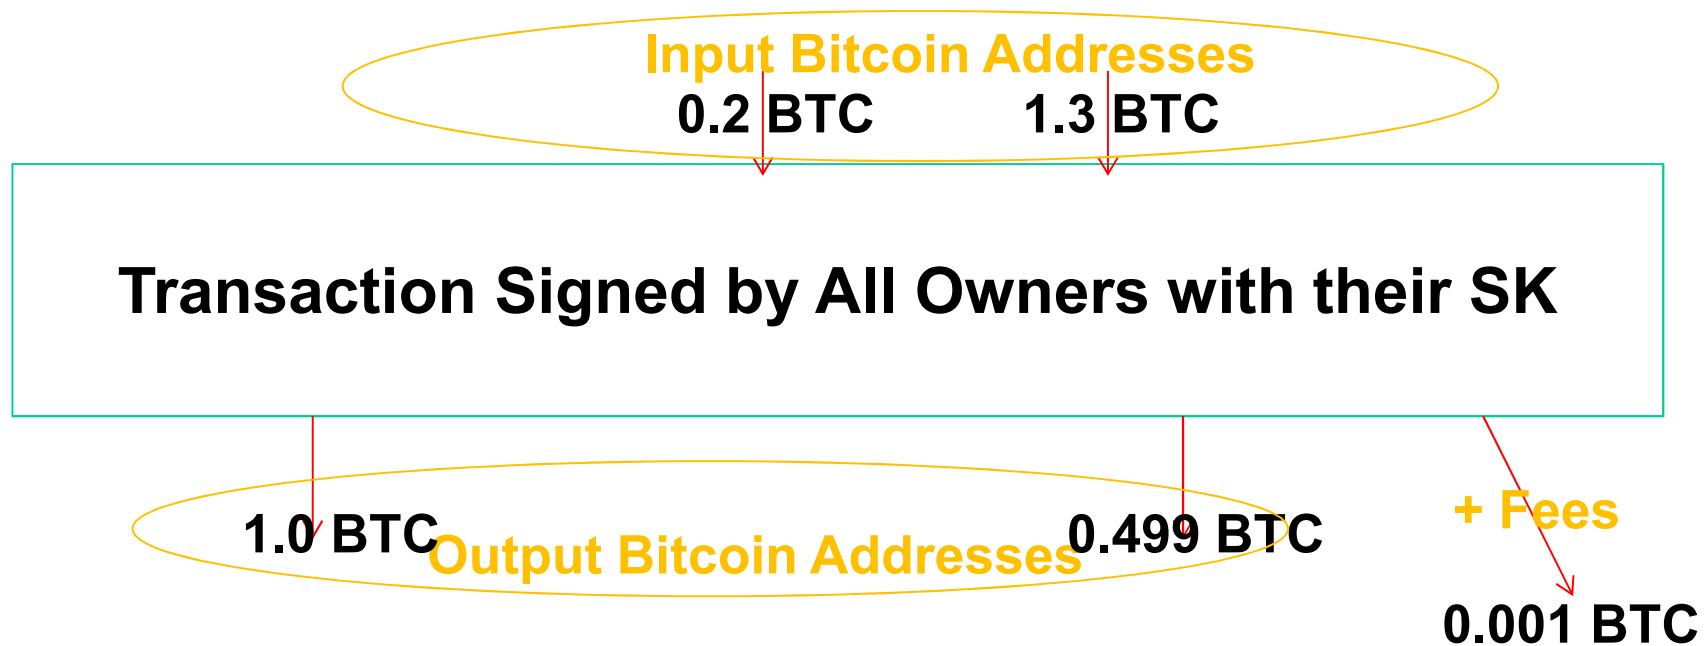 Input Bitcoin Addresses
0.2 BTC 1.3 BTC
Transaction Signed by All Owners with their SK
+ Fees
1.0 BTC 0.499 BTC
Output Bitcoin Addresses
0.001 BTC